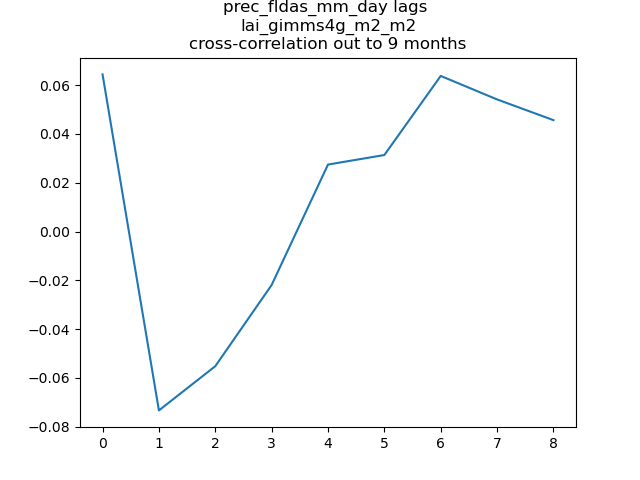 prec_fldas_mm_day lags
lai_gimms4g_m2_m2
cross-correlation out to 9 months
0.06
0.04
0.02
0.00
−0.02
−0.04
−0.06
−0.08
0 1 2 3 4 5 6 7 8